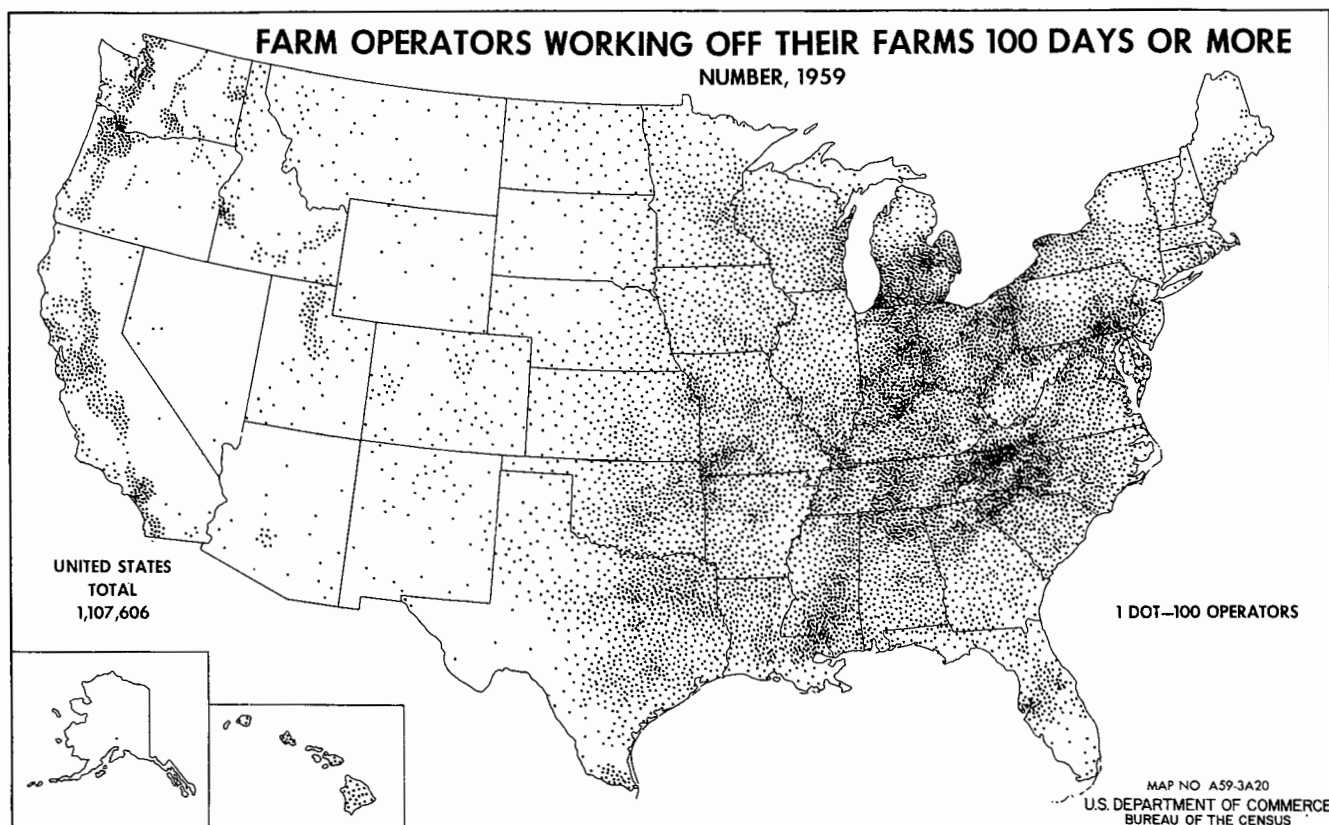 FARM OPERATORS WORKING OFF THEIR FARMS 100 DAYS OR MORE
NUMBER, 1959
UNITED STATES
TOTAL
1,107,606
1 DOT—100 OPERATORS
MAP NO A59-3A20
U.S. DEPARTMENT OF COMMERCE
BUREAU OF THE CENSUS